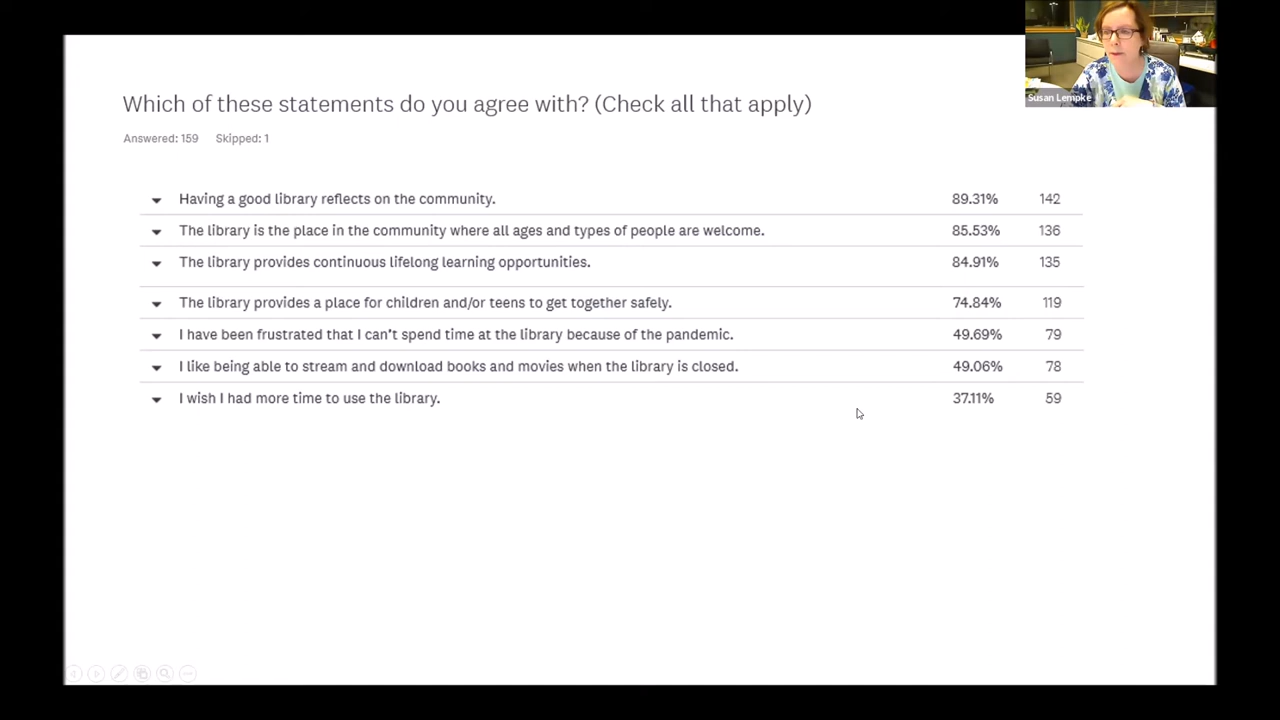 Susan Lempke
Which of these statements do you agree with? (Check all that apply)
Answered: 159 Skipped: 1
Having a good library reflects on the community. 89.31% 142
The library is the place in the community where all ages and types of people are welcome. 85.53% 136
The library provides continuous lifelong learning opportunities. 84.91% 135
The library provides a place for children and/or teens to get together safely. 74.84% 119
I have been frustrated that I can’t spend time at the library because of the pandemic. 49.69% 79
I like being able to stream and download books and movies when the library is closed. 49.06% 78
I wish I had more time to use the library. 37.11% 59